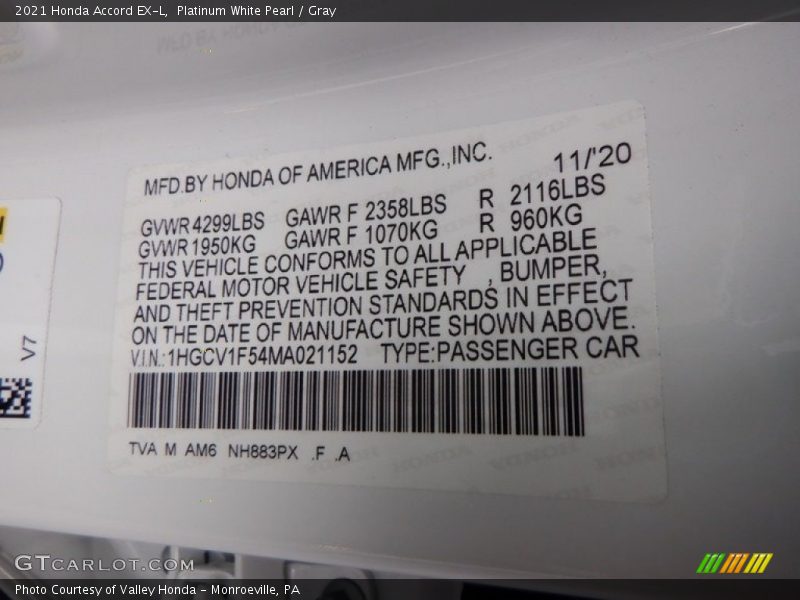 2021 Honda Accord EX-L, Platinum White Pearl / Gray
MFD.BY HONDA OF AMERICA MFG.,INC. 11/'20
GVWR 4299LBS GAWR F 2358LBS R 2116LBS
GVWR 1950KG GAWR F 1070KG R 960KG
THIS VEHICLE CONFORMS TO ALL APPLICABLE
FEDERAL MOTOR VEHICLE SAFETY , BUMPER,
AND THEFT PREVENTION STANDARDS IN EFFECT
ON THE DATE OF MANUFACTURE SHOWN ABOVE.
V.I.N.:1HGCV1F54MA021152 TYPE:PASSENGER CAR
TVA M AM6 NH883PX .F .A
V7
GTCARLOT.COM
Photo Courtesy of Valley Honda - Monroeville, PA